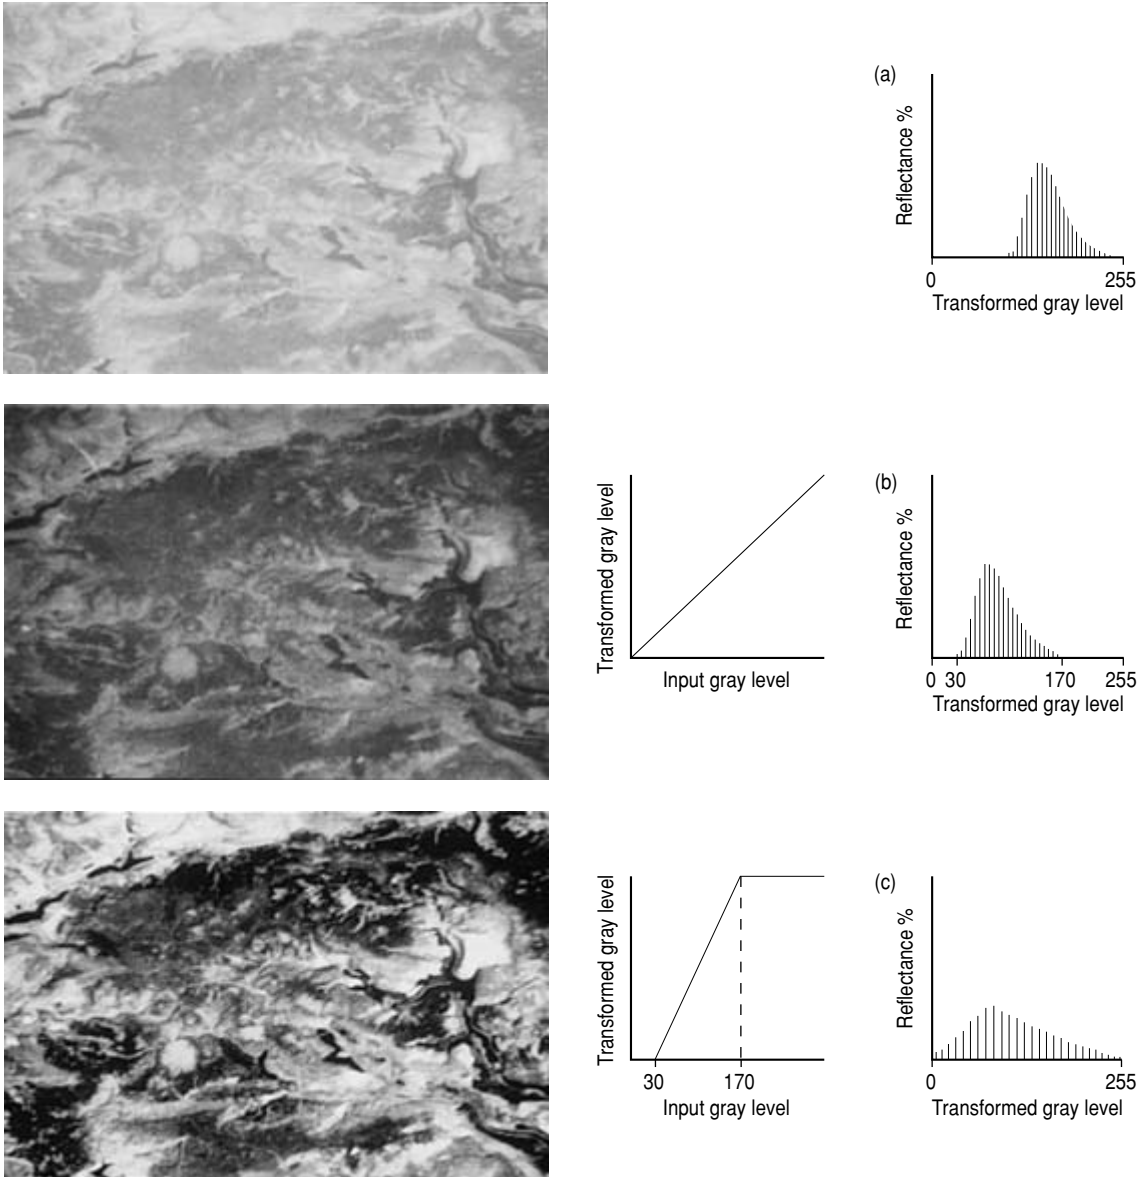 (a)
Reflectance %
0 255
Transformed gray level
Transformed gray level
Input gray level
(b)
Reflectance %
0 30 170 255
Transformed gray level
Transformed gray level
30 170
Input gray level
(c)
Reflectance %
0 255
Transformed gray level